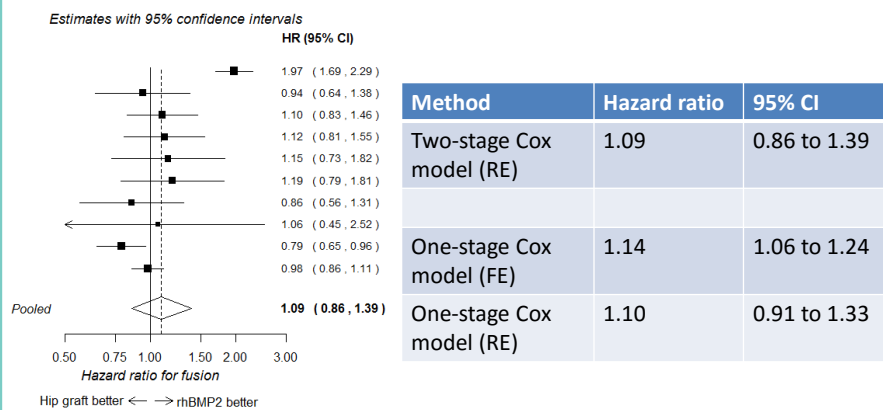 Estimates with 95% confidence intervals
HR (95% CI)
1.97 ( 1.69 , 2.29 )
0.94 ( 0.64 , 1.38 )
1.10 ( 0.83 , 1.46 )
1.12 ( 0.81 , 1.55 )
1.15 ( 0.73 , 1.82 )
1.19 ( 0.79 , 1.81 )
0.86 ( 0.56 , 1.31 )
1.06 ( 0.45 , 2.52 )
0.79 ( 0.65 , 0.96 )
0.98 ( 0.86 , 1.11 )
Pooled 1.09 ( 0.86 , 1.39 )
0.50 0.75 1.00 1.50 2.00 3.00
Hazard ratio for fusion
Hip graft better ← → rhBMP2 better
Method Hazard ratio 95% CI
Two-stage Cox 1.09 0.86 to 1.39
model (RE)
One-stage Cox 1.14 1.06 to 1.24
model (FE)
One-stage Cox 1.10 0.91 to 1.33
model (RE)